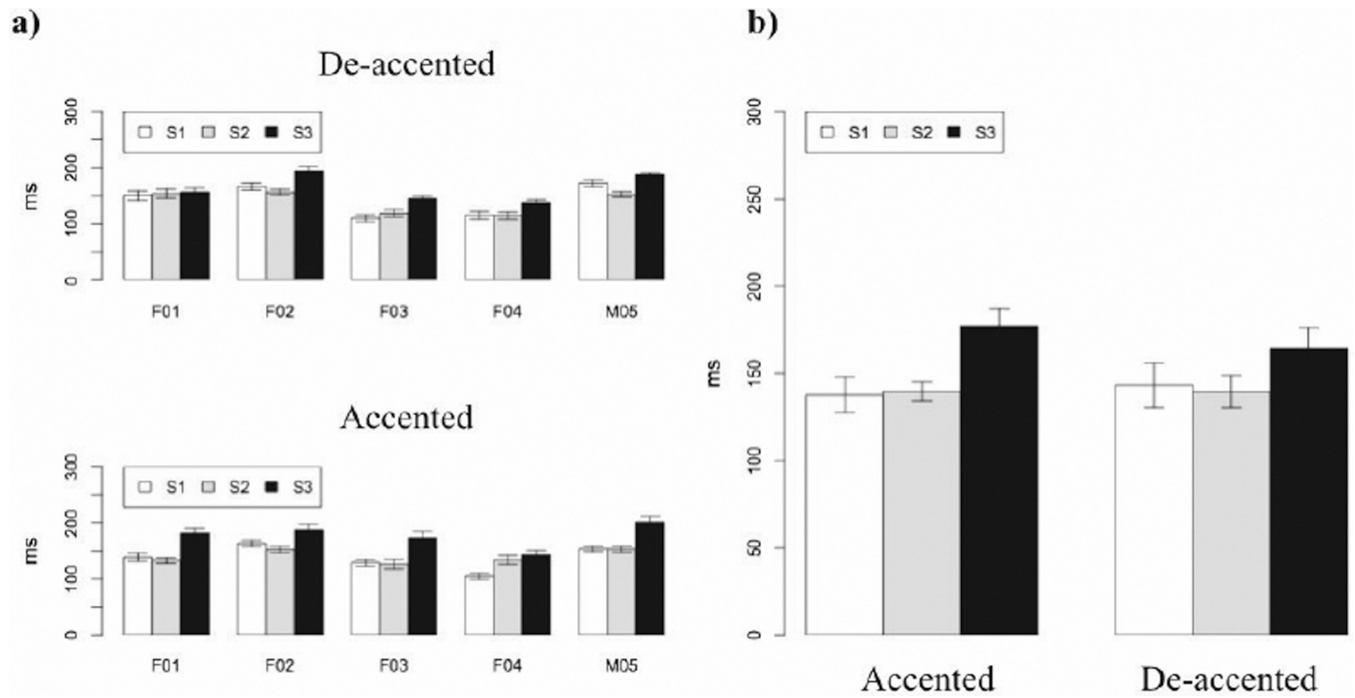 a)
De-accented
S1 S2 S3
ms
300
200
100
0
F01 F02 F03 F04 M05
Accented
S1 S2 S3
ms
300
200
100
0
F01 F02 F03 F04 M05
b)
S1 S2 S3
ms
300
250
200
150
100
50
0
Accented De-accented